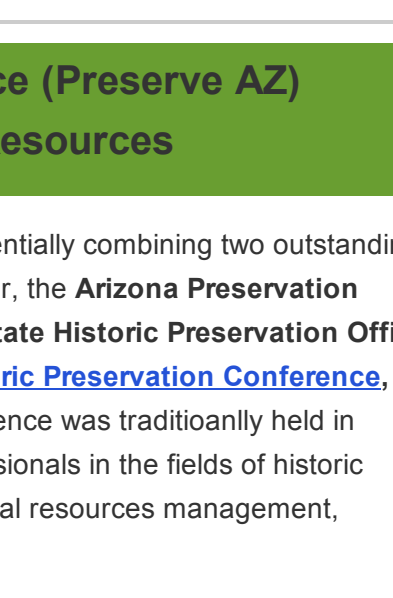 ce (Preserve AZ)
esources
entially combining two outstandin
r, the Arizona Preservation
tate Historic Preservation Offi
ric Preservation Conference,
ence was traditioanlly held in
sionals in the fields of historic
al resources management,